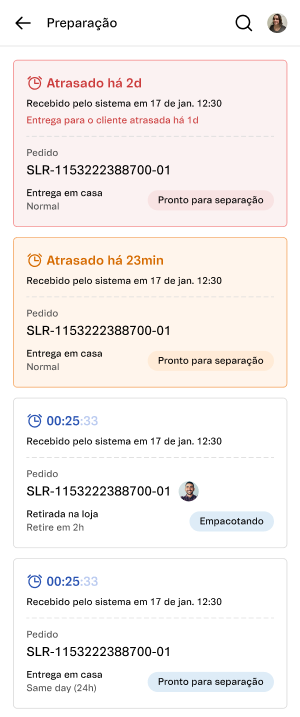 Preparação
Atrasado há 2d
Recebido pelo sistema em 17 de jan. 12:30
Entrega para o cliente atrasada há 1d
Pedido
SLR-1153222388700-01
Entrega em casa
Normal
Pronto para separação
Atrasado há 23min
Recebido pelo sistema em 17 de jan. 12:30
Pedido
SLR-1153222388700-01
Entrega em casa
Normal
Pronto para separação
00:25:33
Recebido pelo sistema em 17 de jan. 12:30
Pedido
SLR-1153222388700-01
Retirada na loja
Retire em 2h
Empacotando
00:25:33
Recebido pelo sistema em 17 de jan. 12:30
Pedido
SLR-1153222388700-01
Entrega em casa
Same day (24h)
Pronto para separação